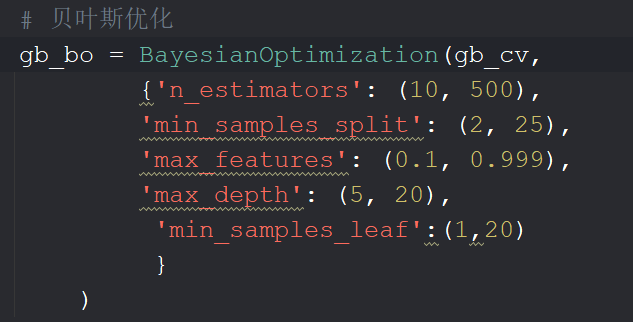 # 贝叶斯优化
gb_bo = BayesianOptimization(gb_cv,
{'n_estimators': (10, 500),
'min_samples_split': (2, 25),
'max_features': (0.1, 0.999),
'max_depth': (5, 20),
'min_samples_leaf':(1,20)
}
)